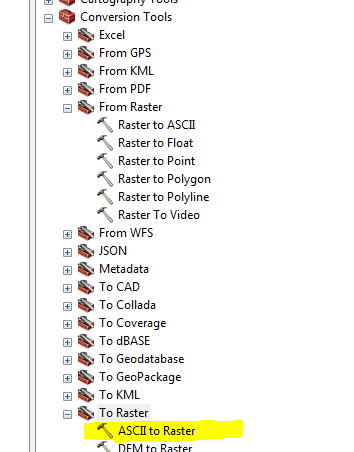 Cartography Tools
Conversion Tools
Excel
From GPS
From KML
From PDF
From Raster
Raster to ASCII
Raster to Float
Raster to Point
Raster to Polygon
Raster to Polyline
Raster To Video
From WFS
JSON
Metadata
To CAD
To Collada
To Coverage
To dBASE
To Geodatabase
To GeoPackage
To KML
To Raster
ASCII to Raster
DEM to Raster